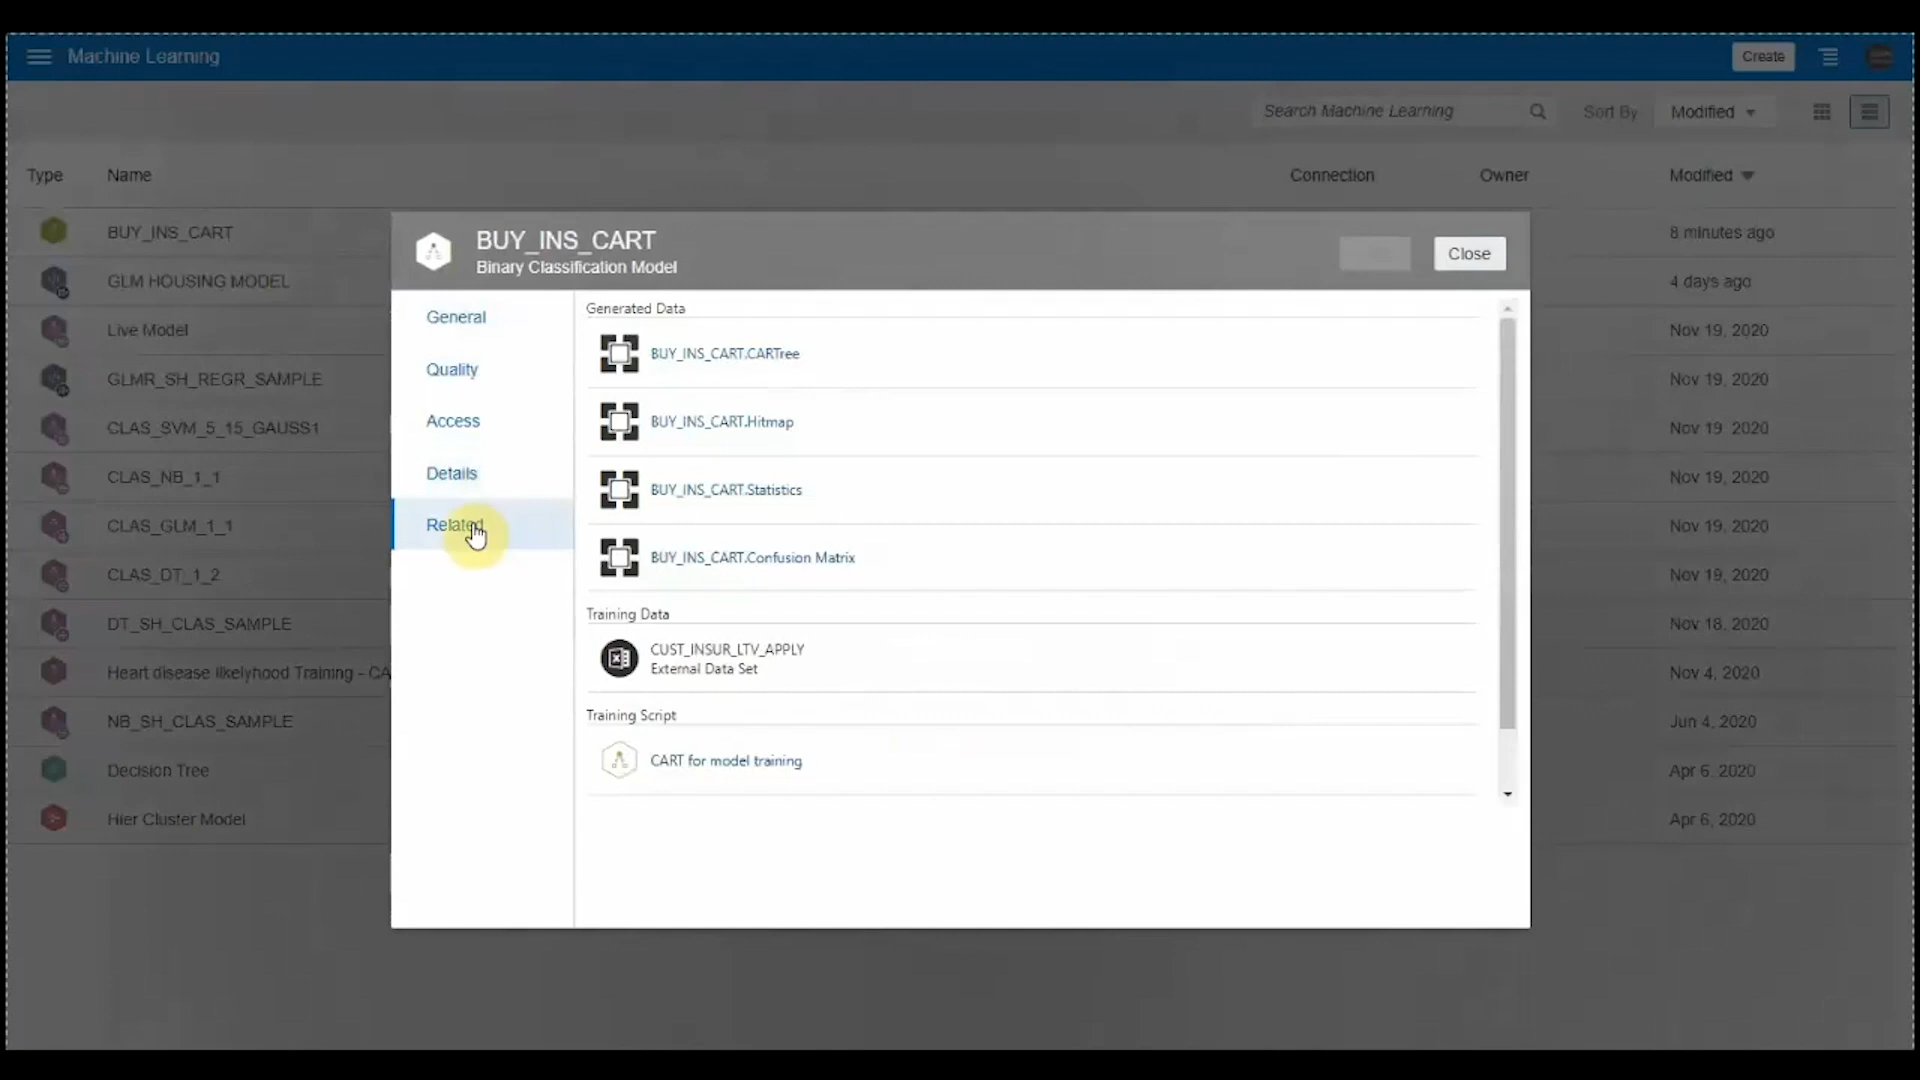 Machine Learning
Create
Search Machine Learning
Sort By
Modified
Type
Name
Connection
Owner
Modified
BUY_INS_CART
8 minutes ago
GLM HOUSING MODEL
4 days ago
Live Model
Nov 19, 2020
GLMR_SH_REGR_SAMPLE
Nov 19, 2020
CLAS_SVM_5_15_GAUSS1
Nov 19 2020
CLAS_NB_1_1
Nov 19, 2020
CLAS_GLM_1_1
Nov 19, 2020
CLAS_DT_1_2
Nov 19, 2020
DT_SH_CLAS_SAMPLE
Nov 18, 2020
Heart disease likelyhood Training - CA
Nov 4, 2020
NB_SH_CLAS_SAMPLE
Jun 4, 2020
Decision Tree
Apr 6, 2020
Hier Cluster Model
Apr 6, 2020
BUY_INS_CART
Binary Classification Model
Close
General
Quality
Access
Details
Related
Generated Data
BUY_INS_CART.CARTree
BUY_INS_CART.Hitmap
BUY_INS_CART.Statistics
BUY_INS_CART.Confusion Matrix
Training Data
CUST_INSUR_LTV_APPLY
External Data Set
Training Script
CART for model training